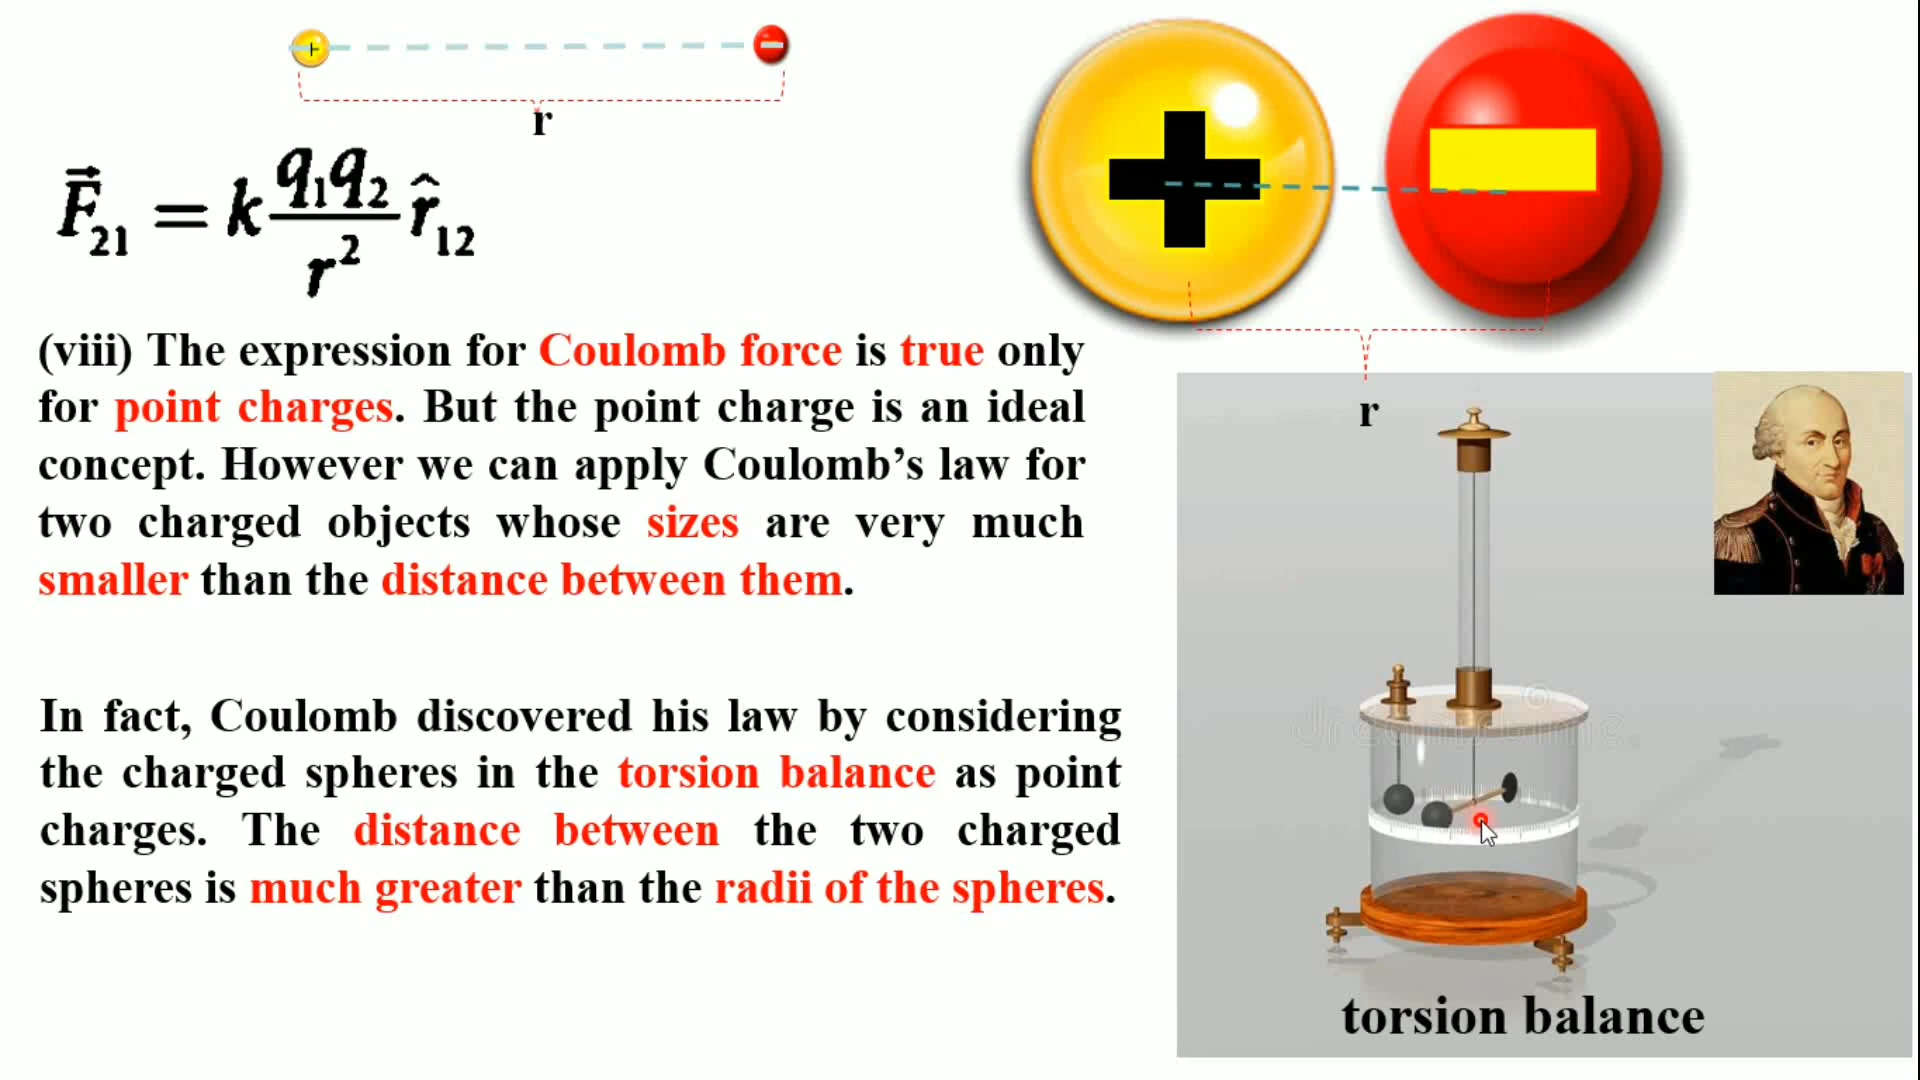 r
F⃗₂₁ = k q₁q₂ / r² r̂₁₂
(viii) The expression for Coulomb force is true only
for point charges. But the point charge is an ideal
concept. However we can apply Coulomb’s law for
two charged objects whose sizes are very much
smaller than the distance between them.
In fact, Coulomb discovered his law by considering
the charged spheres in the torsion balance as point
charges. The distance between the two charged
spheres is much greater than the radii of the spheres.
r
dreamstime.
torsion balance